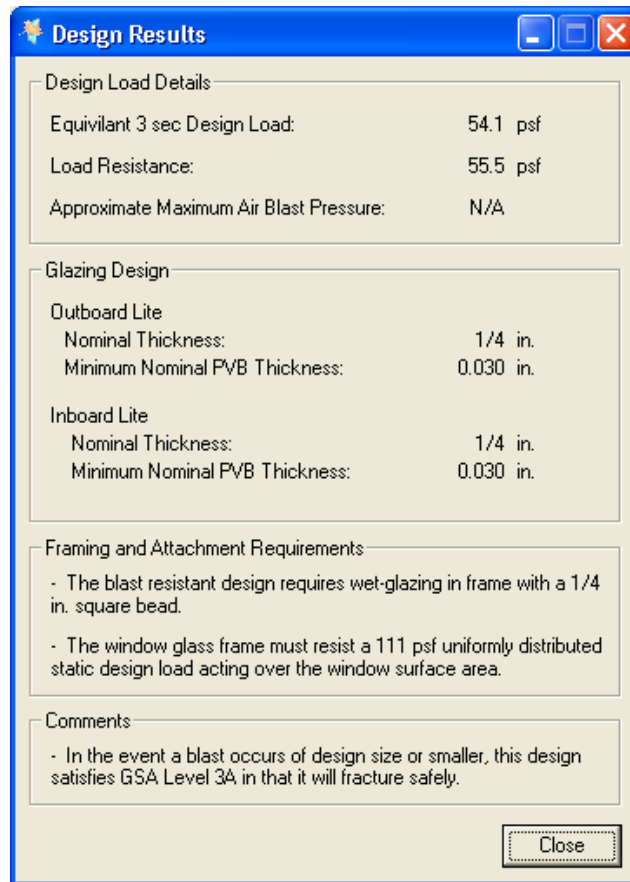 Design Results
Design Load Details
Equivilant 3 sec Design Load: 54.1 psf
Load Resistance: 55.5 psf
Approximate Maximum Air Blast Pressure: N/A
Glazing Design
Outboard Lite
Nominal Thickness: 1/4 in.
Minimum Nominal PVB Thickness: 0.030 in.
Inboard Lite
Nominal Thickness: 1/4 in.
Minimum Nominal PVB Thickness: 0.030 in.
Framing and Attachment Requirements
- The blast resistant design requires wet-glazing in frame with a 1/4
in. square bead.
- The window glass frame must resist a 111 psf uniformly distributed
static design load acting over the window surface area.
Comments
- In the event a blast occurs of design size or smaller, this design
satisfies GSA Level 3A in that it will fracture safely.
Close